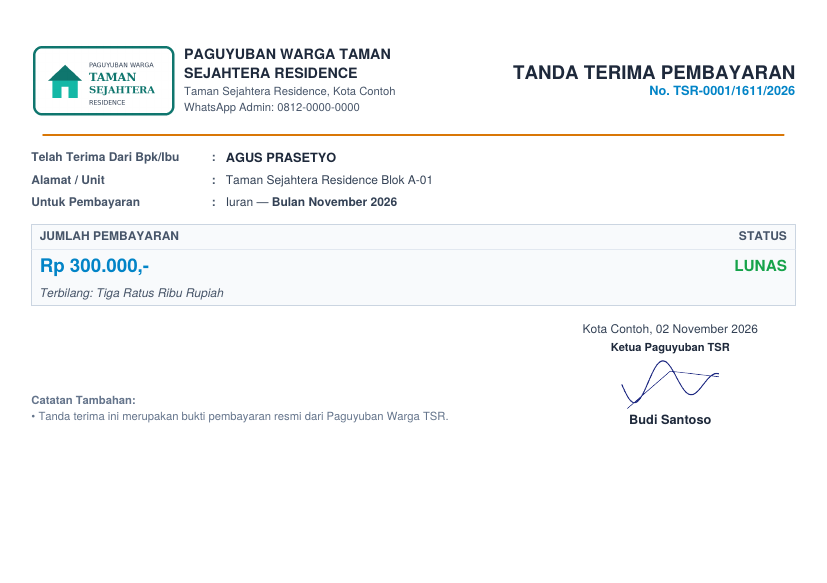 PAGUYUBAN WARGA
TAMAN
SEJAHTERA
RESIDENCE
PAGUYUBAN WARGA TAMAN
SEJAHTERA RESIDENCE
Taman Sejahtera Residence, Kota Contoh
WhatsApp Admin: 0812-0000-0000
TANDA TERIMA PEMBAYARAN
No. TSR-0001/1611/2026
Telah Terima Dari Bpk/Ibu : AGUS PRASETYO
Alamat / Unit : Taman Sejahtera Residence Blok A-01
Untuk Pembayaran : Iuran — Bulan November 2026
JUMLAH PEMBAYARAN STATUS
Rp 300.000,- LUNAS
Terbilang: Tiga Ratus Ribu Rupiah
Kota Contoh, 02 November 2026
Ketua Paguyuban TSR
Budi Santoso
Catatan Tambahan:
• Tanda terima ini merupakan bukti pembayaran resmi dari Paguyuban Warga TSR.